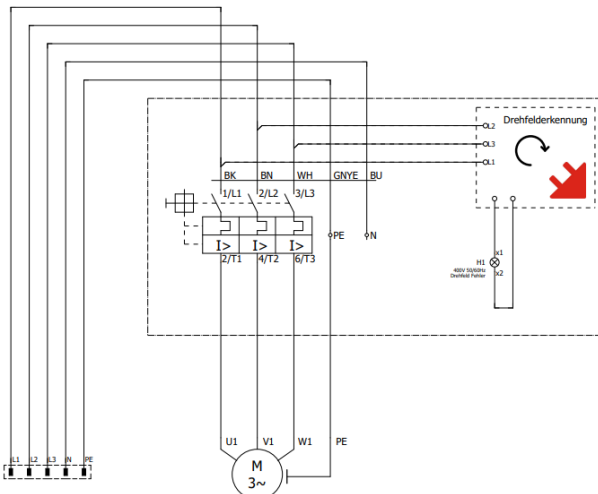 Drehfelderkennung
L2
L3
L1
BK BN WH GNYE BU
1/L1 2/L2 3/L3
PE N
I> I> I>
2/T1 4/T2 6/T3
x1
H1
400V 50/60Hz
x2
Drehfeld Fehler
U1 V1 W1 PE
L1 L2 L3 N PE
M
3~